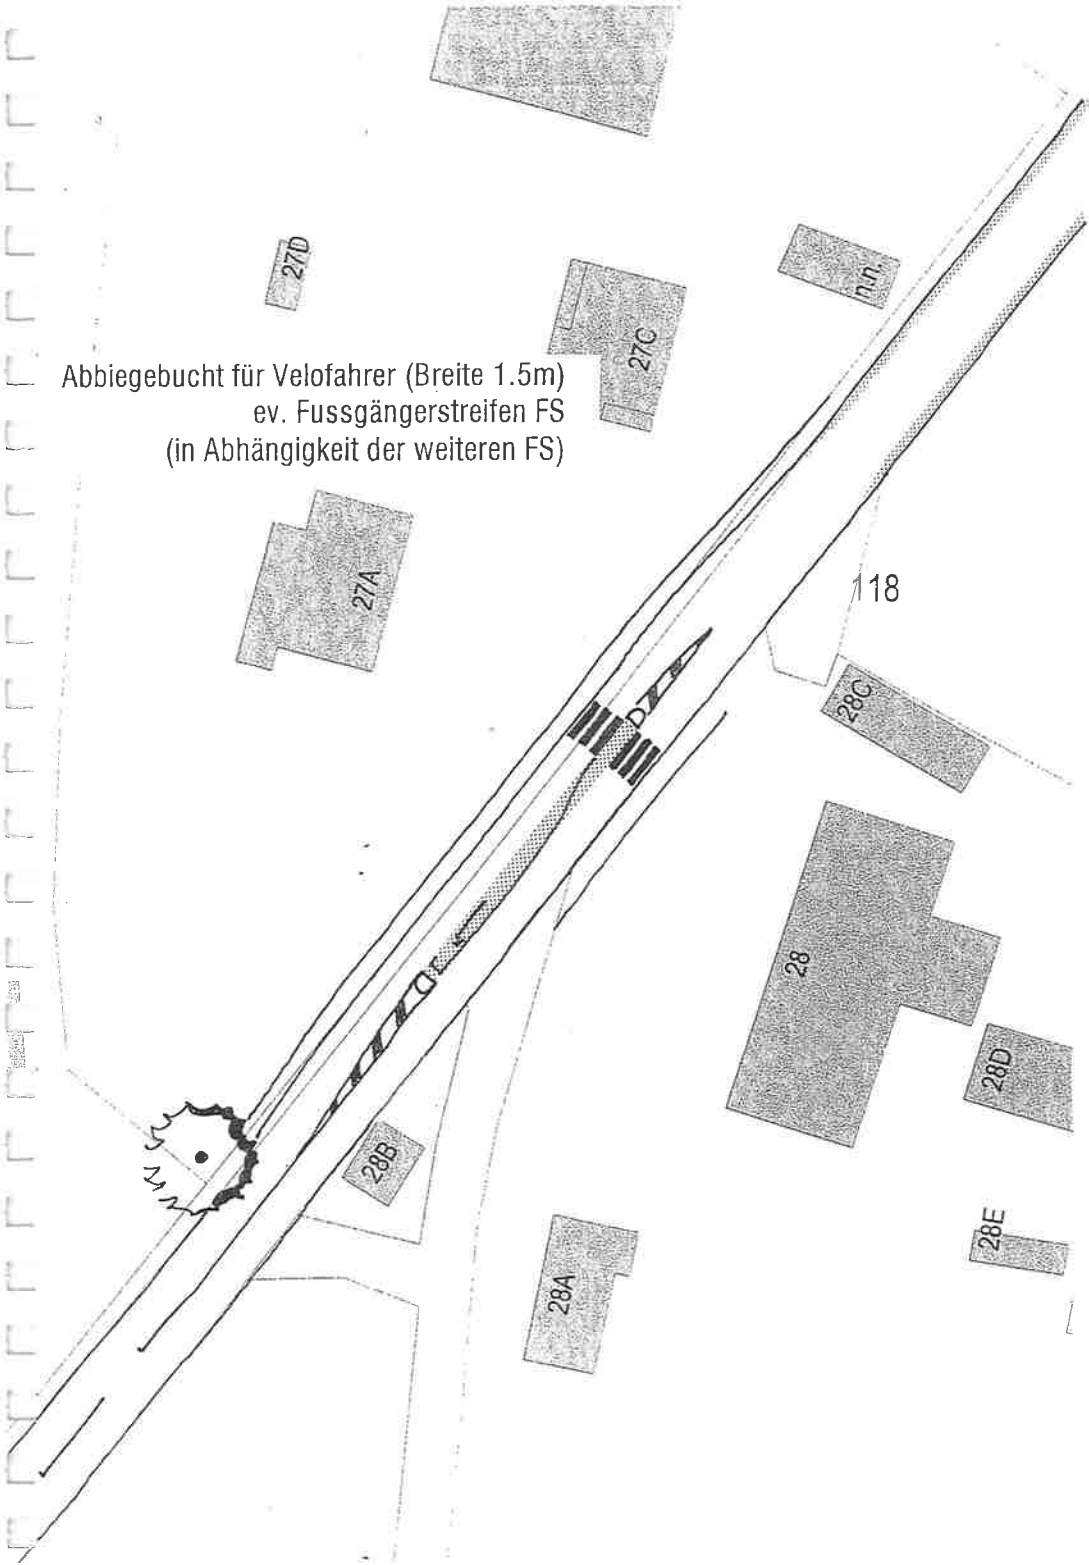 27D
n.n.
27C
Abbiegebucht für Velofahrer (Breite 1.5m)
ev. Fussgängerstreifen FS
(in Abhängigkeit der weiteren FS)
27A
118
28C
28
28D
28B
28E
28A